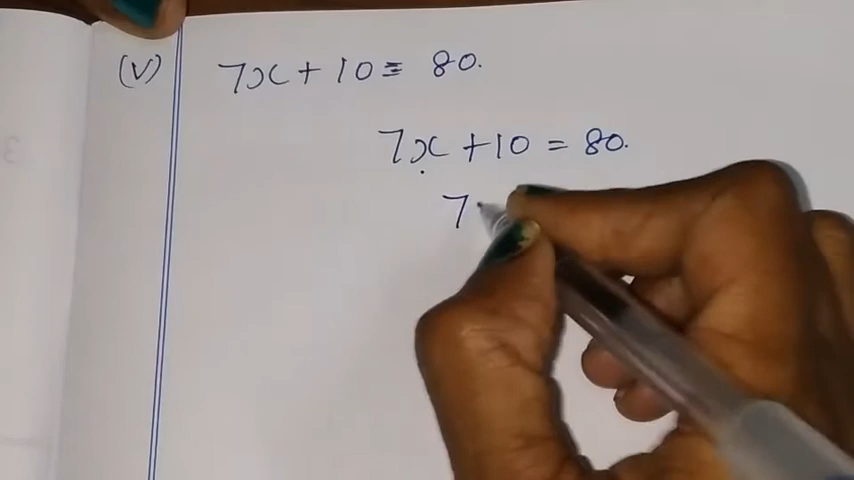 (V) 7x + 10 = 80.
7x + 10 = 80.
7